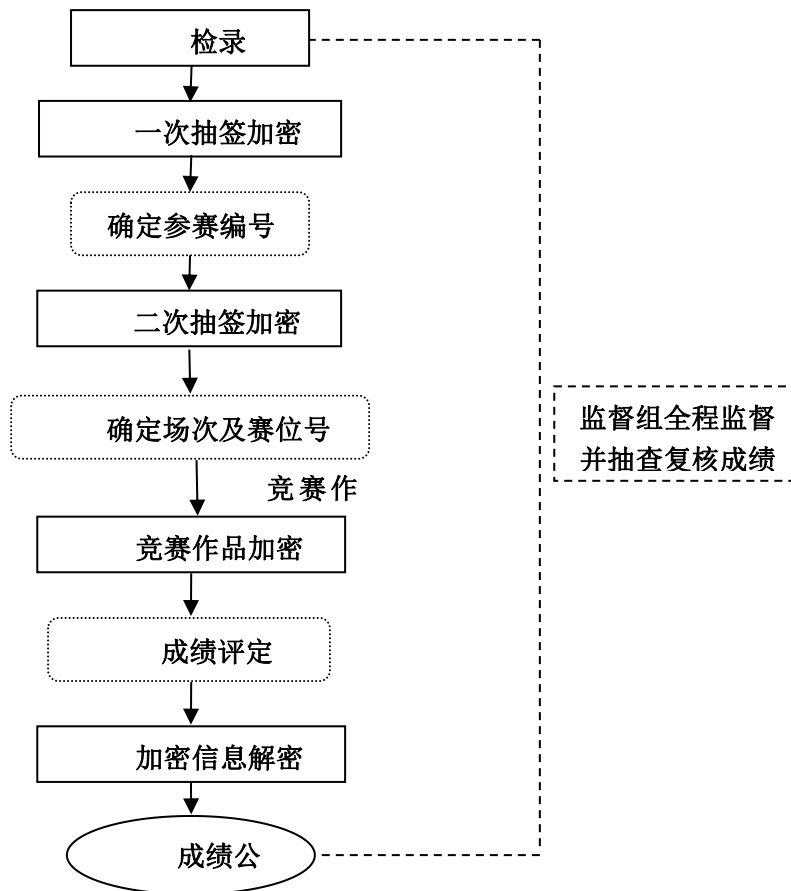 检录
一次抽签加密
确定参赛编号
二次抽签加密
确定场次及赛位号
监督组全程监督
并抽查复核成绩
竞赛作
竞赛作品加密
成绩评定
加密信息解密
成绩公